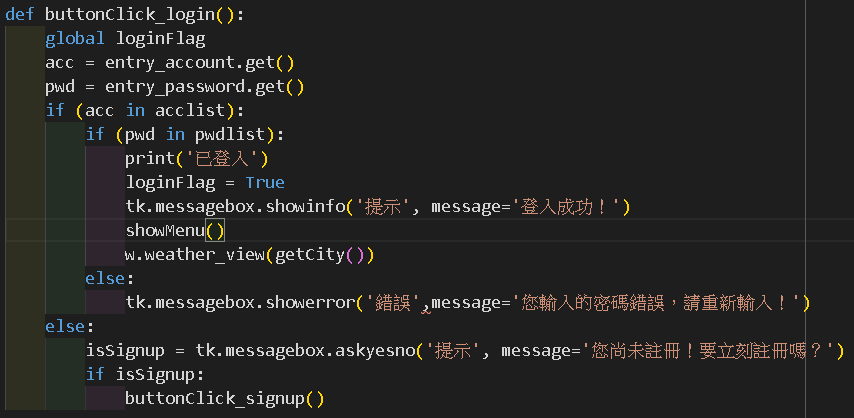 def buttonClick_login():
    global loginFlag
    acc = entry_account.get()
    pwd = entry_password.get()
    if (acc in acclist):
        if (pwd in pwdlist):
            print('已登入')
            loginFlag = True
            tk.messagebox.showinfo('提示', message='登入成功！')
            showMenu()
            w.weather_view(getCity())
        else:
            tk.messagebox.showerror('錯誤',message='您輸入的密碼錯誤，請重新輸入！')
    else:
        isSignup = tk.messagebox.askyesno('提示', message='您尚未註冊！要立刻註冊嗎？')
        if isSignup:
            buttonClick_signup()